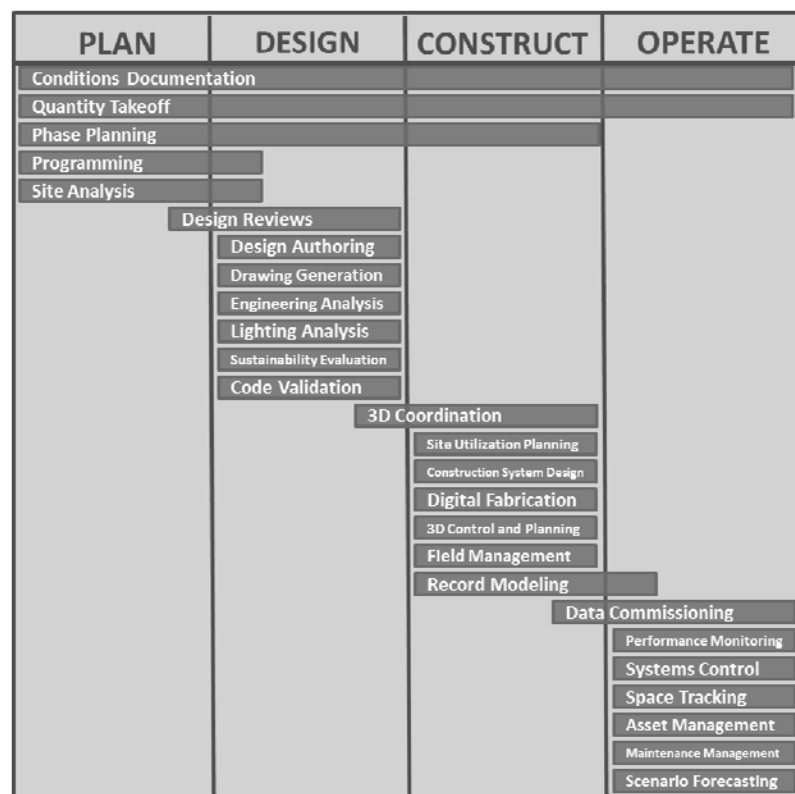 PLAN DESIGN CONSTRUCT OPERATE
Conditions Documentation
Quantity Takeoff
Phase Planning
Programming
Site Analysis
Design Reviews
Design Authoring
Drawing Generation
Engineering Analysis
Lighting Analysis
Sustainability Evaluation
Code Validation
3D Coordination
Site Utilization Planning
Construction System Design
Digital Fabrication
3D Control and Planning
FIeld Management
Record Modeling
Data Commissioning
Performance Monitoring
Systems Control
Space Tracking
Asset Management
Maintenance Management
Scenario Forecasting